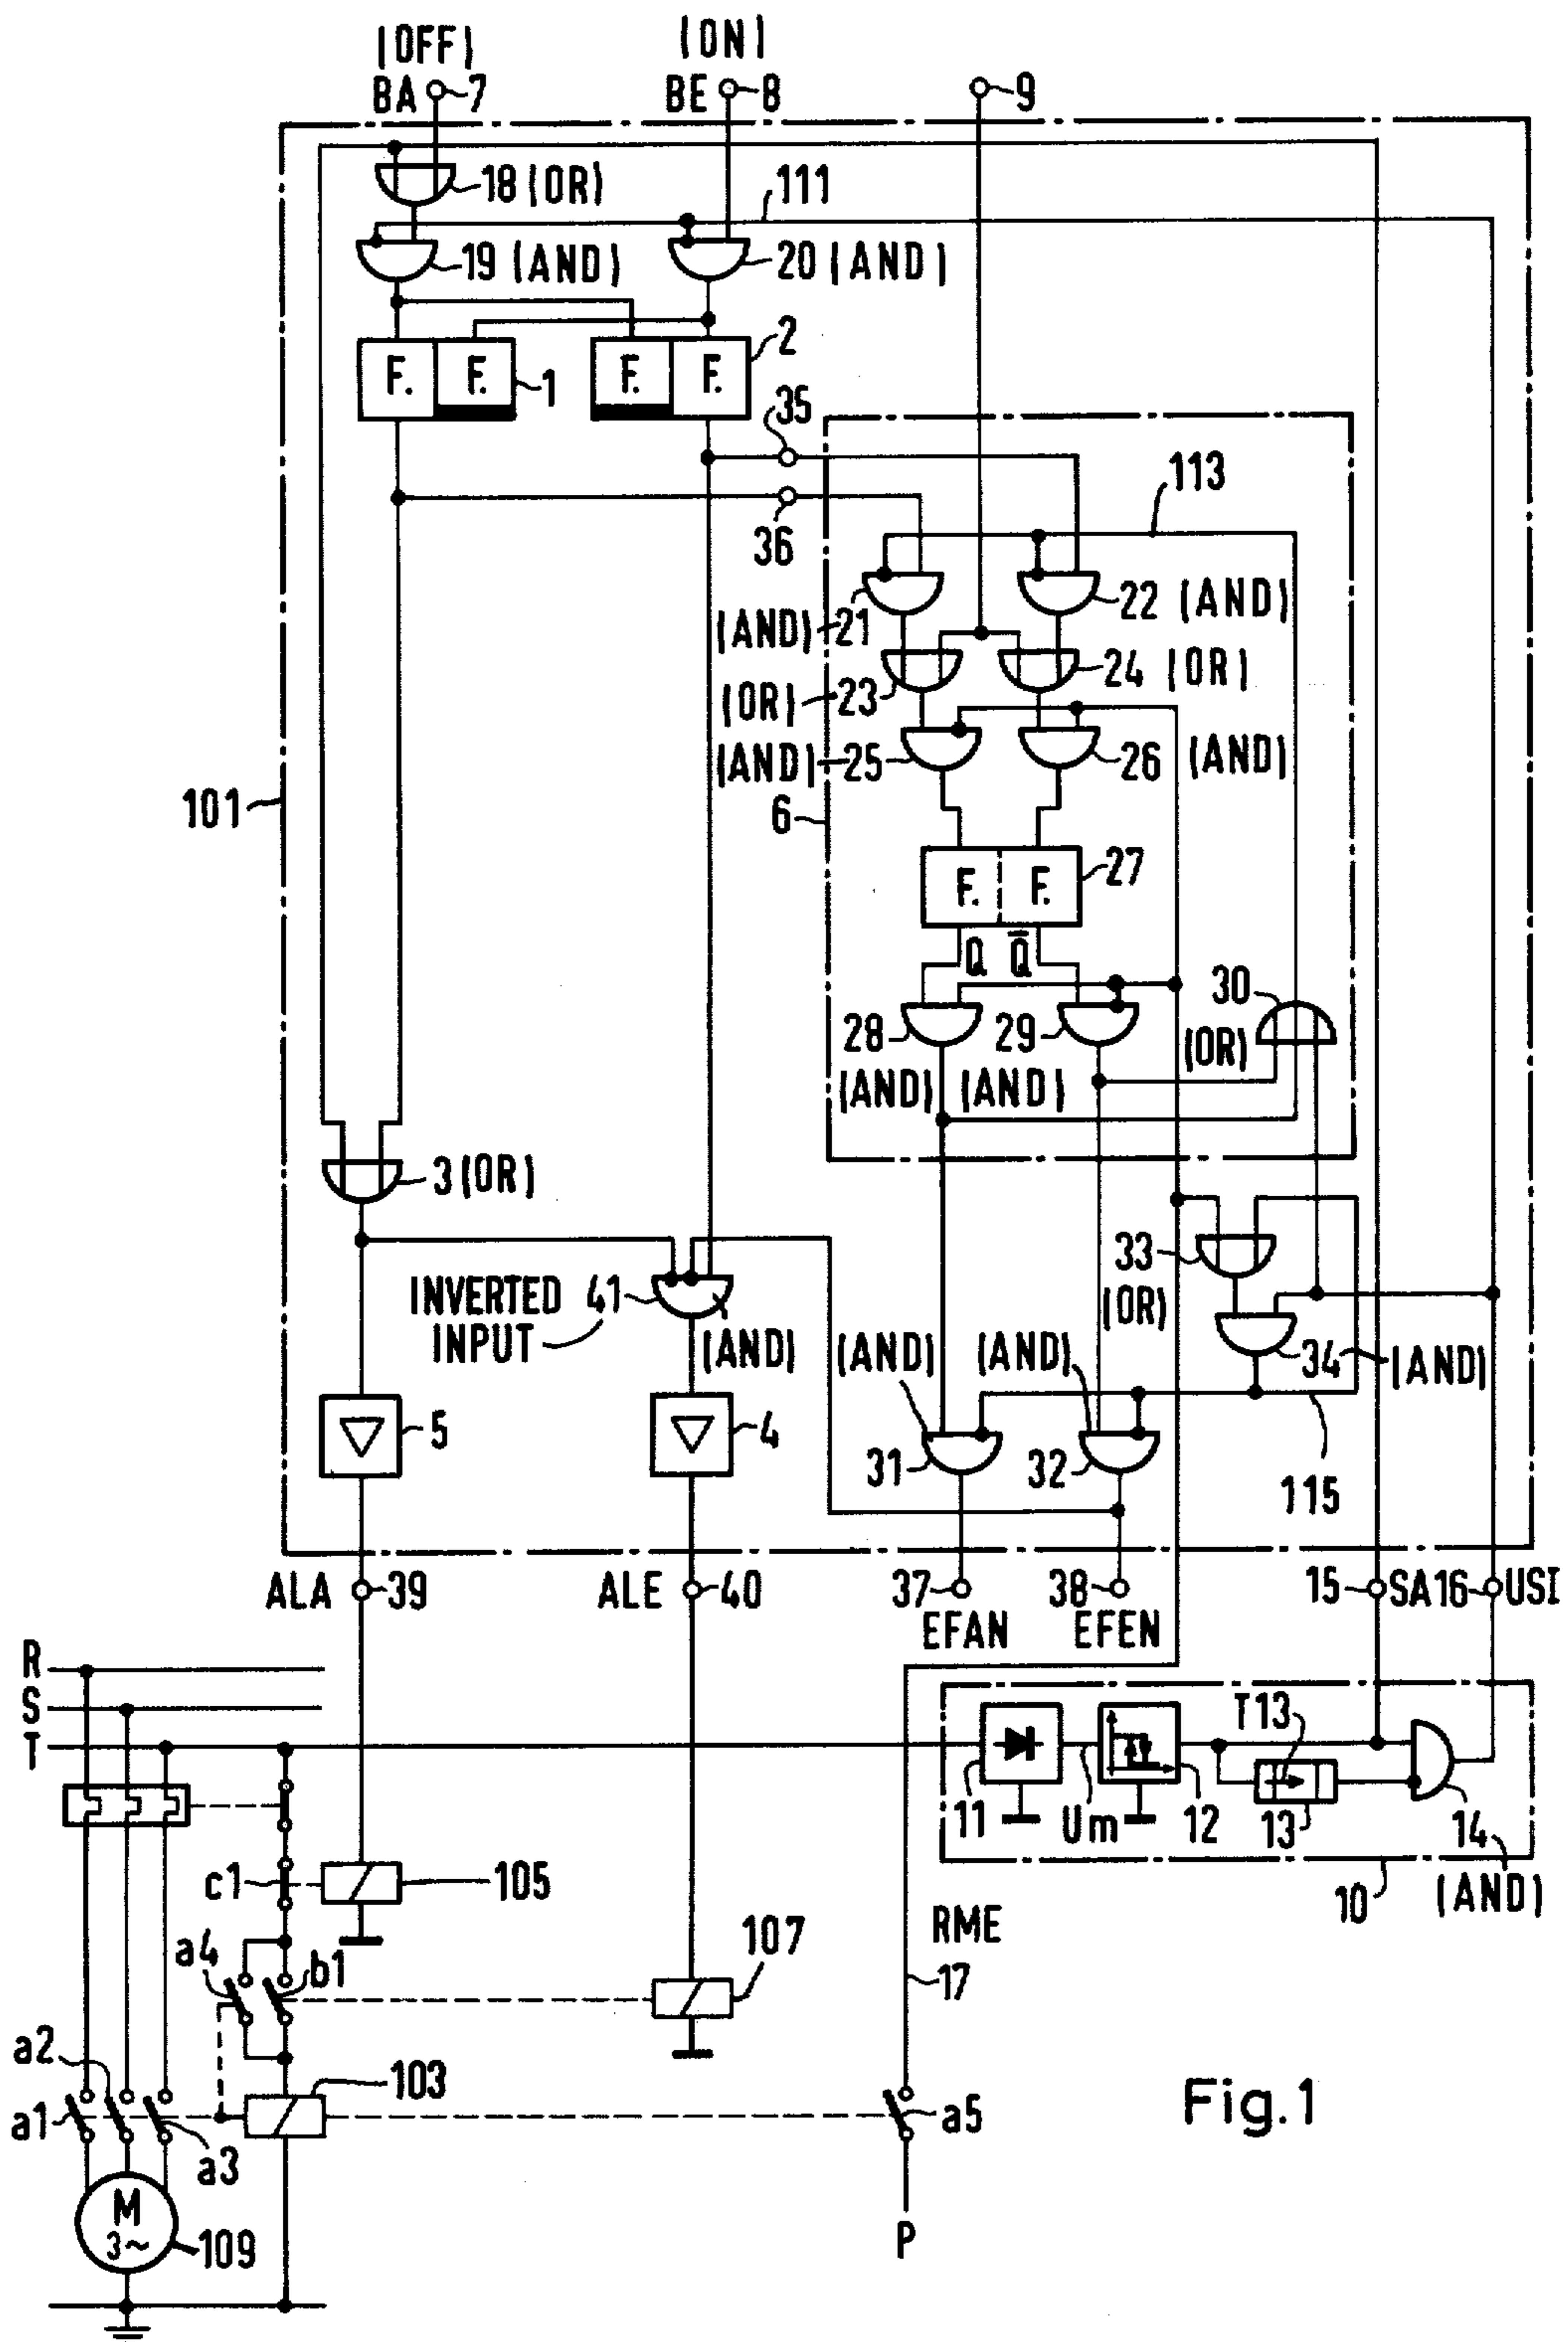 (OFF) (ON)
BA 7 BE 8 9
18 (OR)
111
19 (AND) 20 (AND)
2
F. F. 1 F. F.
35
113
36
22 (AND)
(AND) 21
24 (OR)
(OR) 23
(AND) 25 26 (AND)
101 6
27
F. F.
Q Q̅
30
28 29
(OR)
(AND) (AND)
3 (OR)
33
INVERTED 41
INPUT
(OR)
(AND) (AND) (AND) 34 (AND)
5 4
31 32
115
ALA 39 ALE 40 37 38 15 SA 16 USI
EFAN EFEN
R
S
T
T13
11 Um 12 13 14
c1 105
10 (AND)
RME
a4 b1 107
17
a2
103
a1 a3 a5
Fig.1
M
3~ 109
P